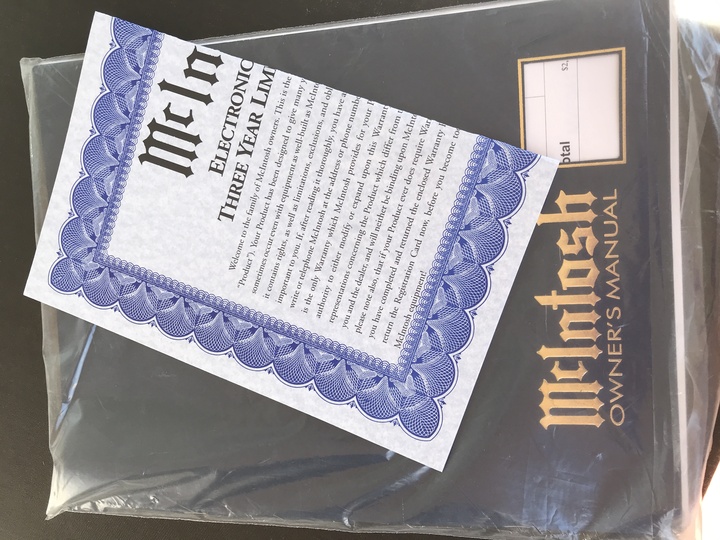 McIn
ELECTRONIC
THREE YEAR LIM
Welcome to the family of McIntosh owners. This is the
"Product"). Your Product has been designed to give many y
sometimes occur even with equipment as well-built as McInt
it contains rights, as well as limitations, exclusions, and obl
important to you. If, after reading it thoroughly, you have a
write or telephone McIntosh at the address or phone numbe
is the only Warranty which McIntosh provides for your
authority to either modify or expand upon this Warrant
representations concerning the Product which differ from t
you and the dealer, and will neither be binding upon McInt
please note also, that if your Product ever does require War
you have completed and returned the enclosed Warranty
return the Registration Card now, before you become to
McIntosh equipment!
McIntosh
OWNER'S MANUAL
otal
$2,